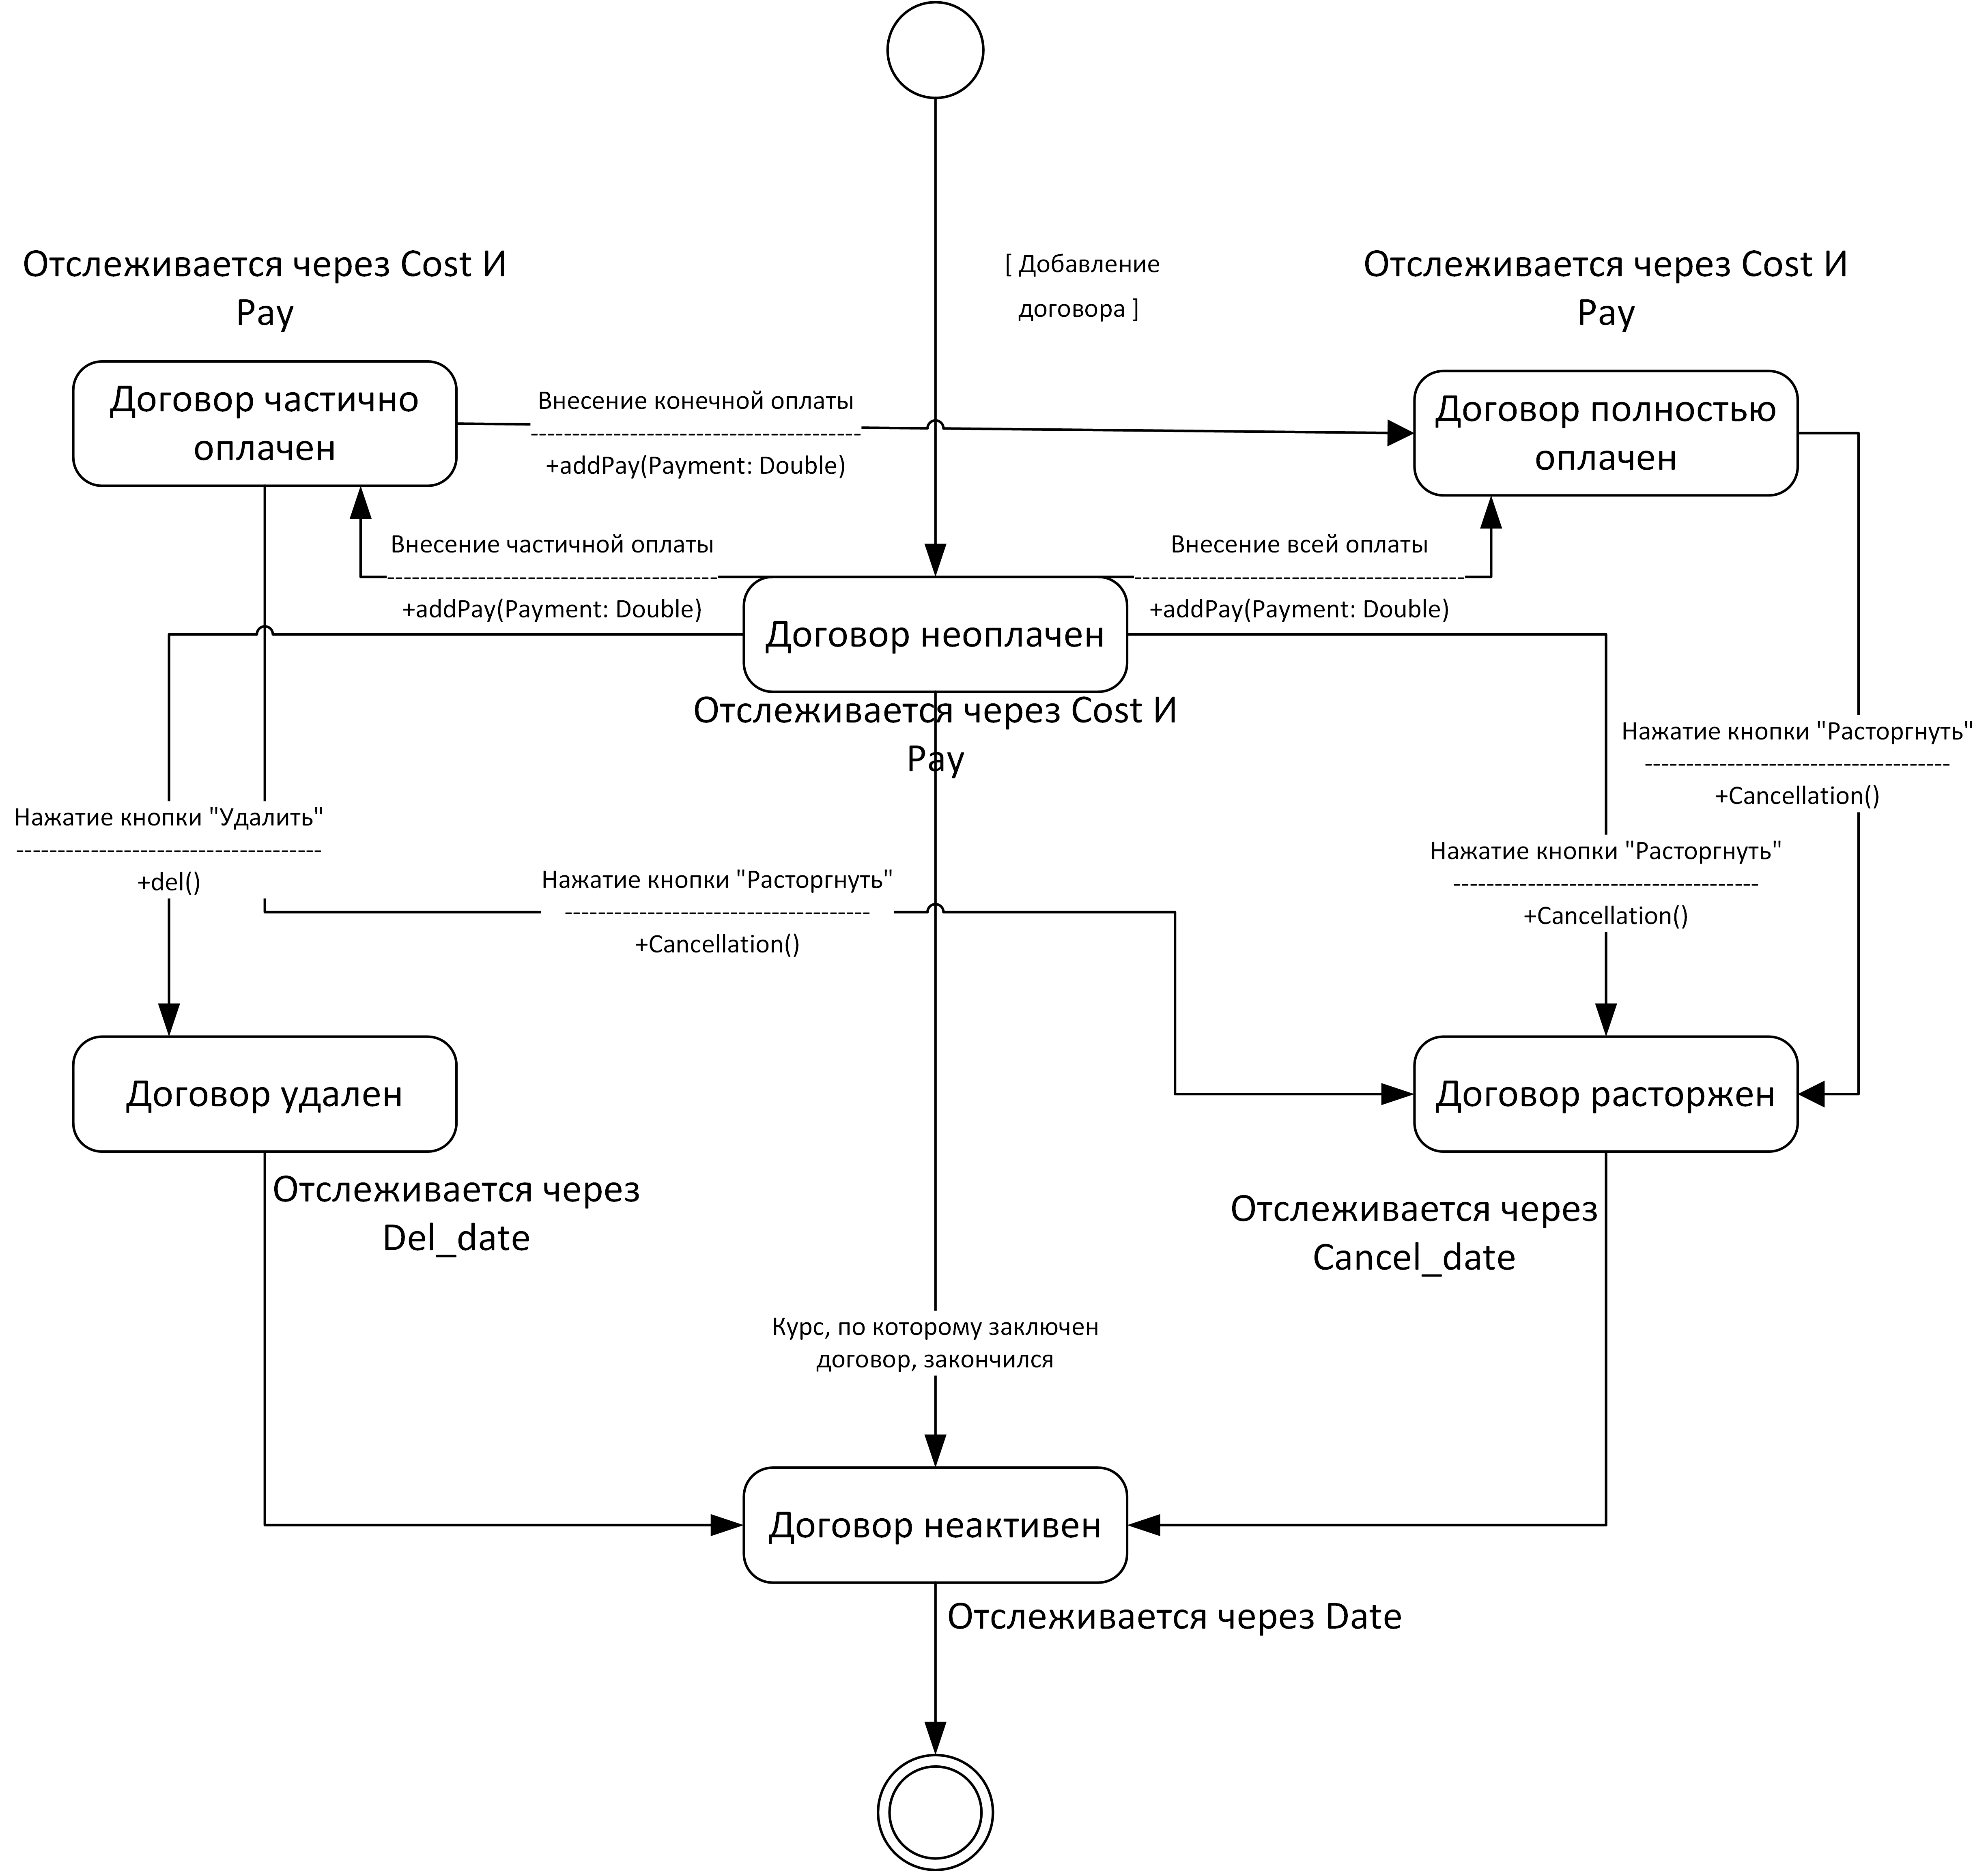 [ Добавление
договора ]
Отслеживается через Cost И
Pay
Отслеживается через Cost И
Pay
Договор частично
оплачен
Внесение конечной оплаты
----------------------------------------
+addPay(Payment: Double)
Договор полностью
оплачен
Внесение частичной оплаты
----------------------------------------
+addPay(Payment: Double)
Внесение всей оплаты
----------------------------------------
+addPay(Payment: Double)
Договор неоплачен
Отслеживается через Cost И
Pay
Нажатие кнопки "Расторгнуть"
-------------------------------------
+Cancellation()
Нажатие кнопки "Удалить"
-------------------------------------
+del()
Нажатие кнопки "Расторгнуть"
-------------------------------------
+Cancellation()
Нажатие кнопки "Расторгнуть"
-------------------------------------
+Cancellation()
Договор удален
Договор расторжен
Отслеживается через
Del_date
Отслеживается через
Cancel_date
Курс, по которому заключен
договор, закончился
Договор неактивен
Отслеживается через Date